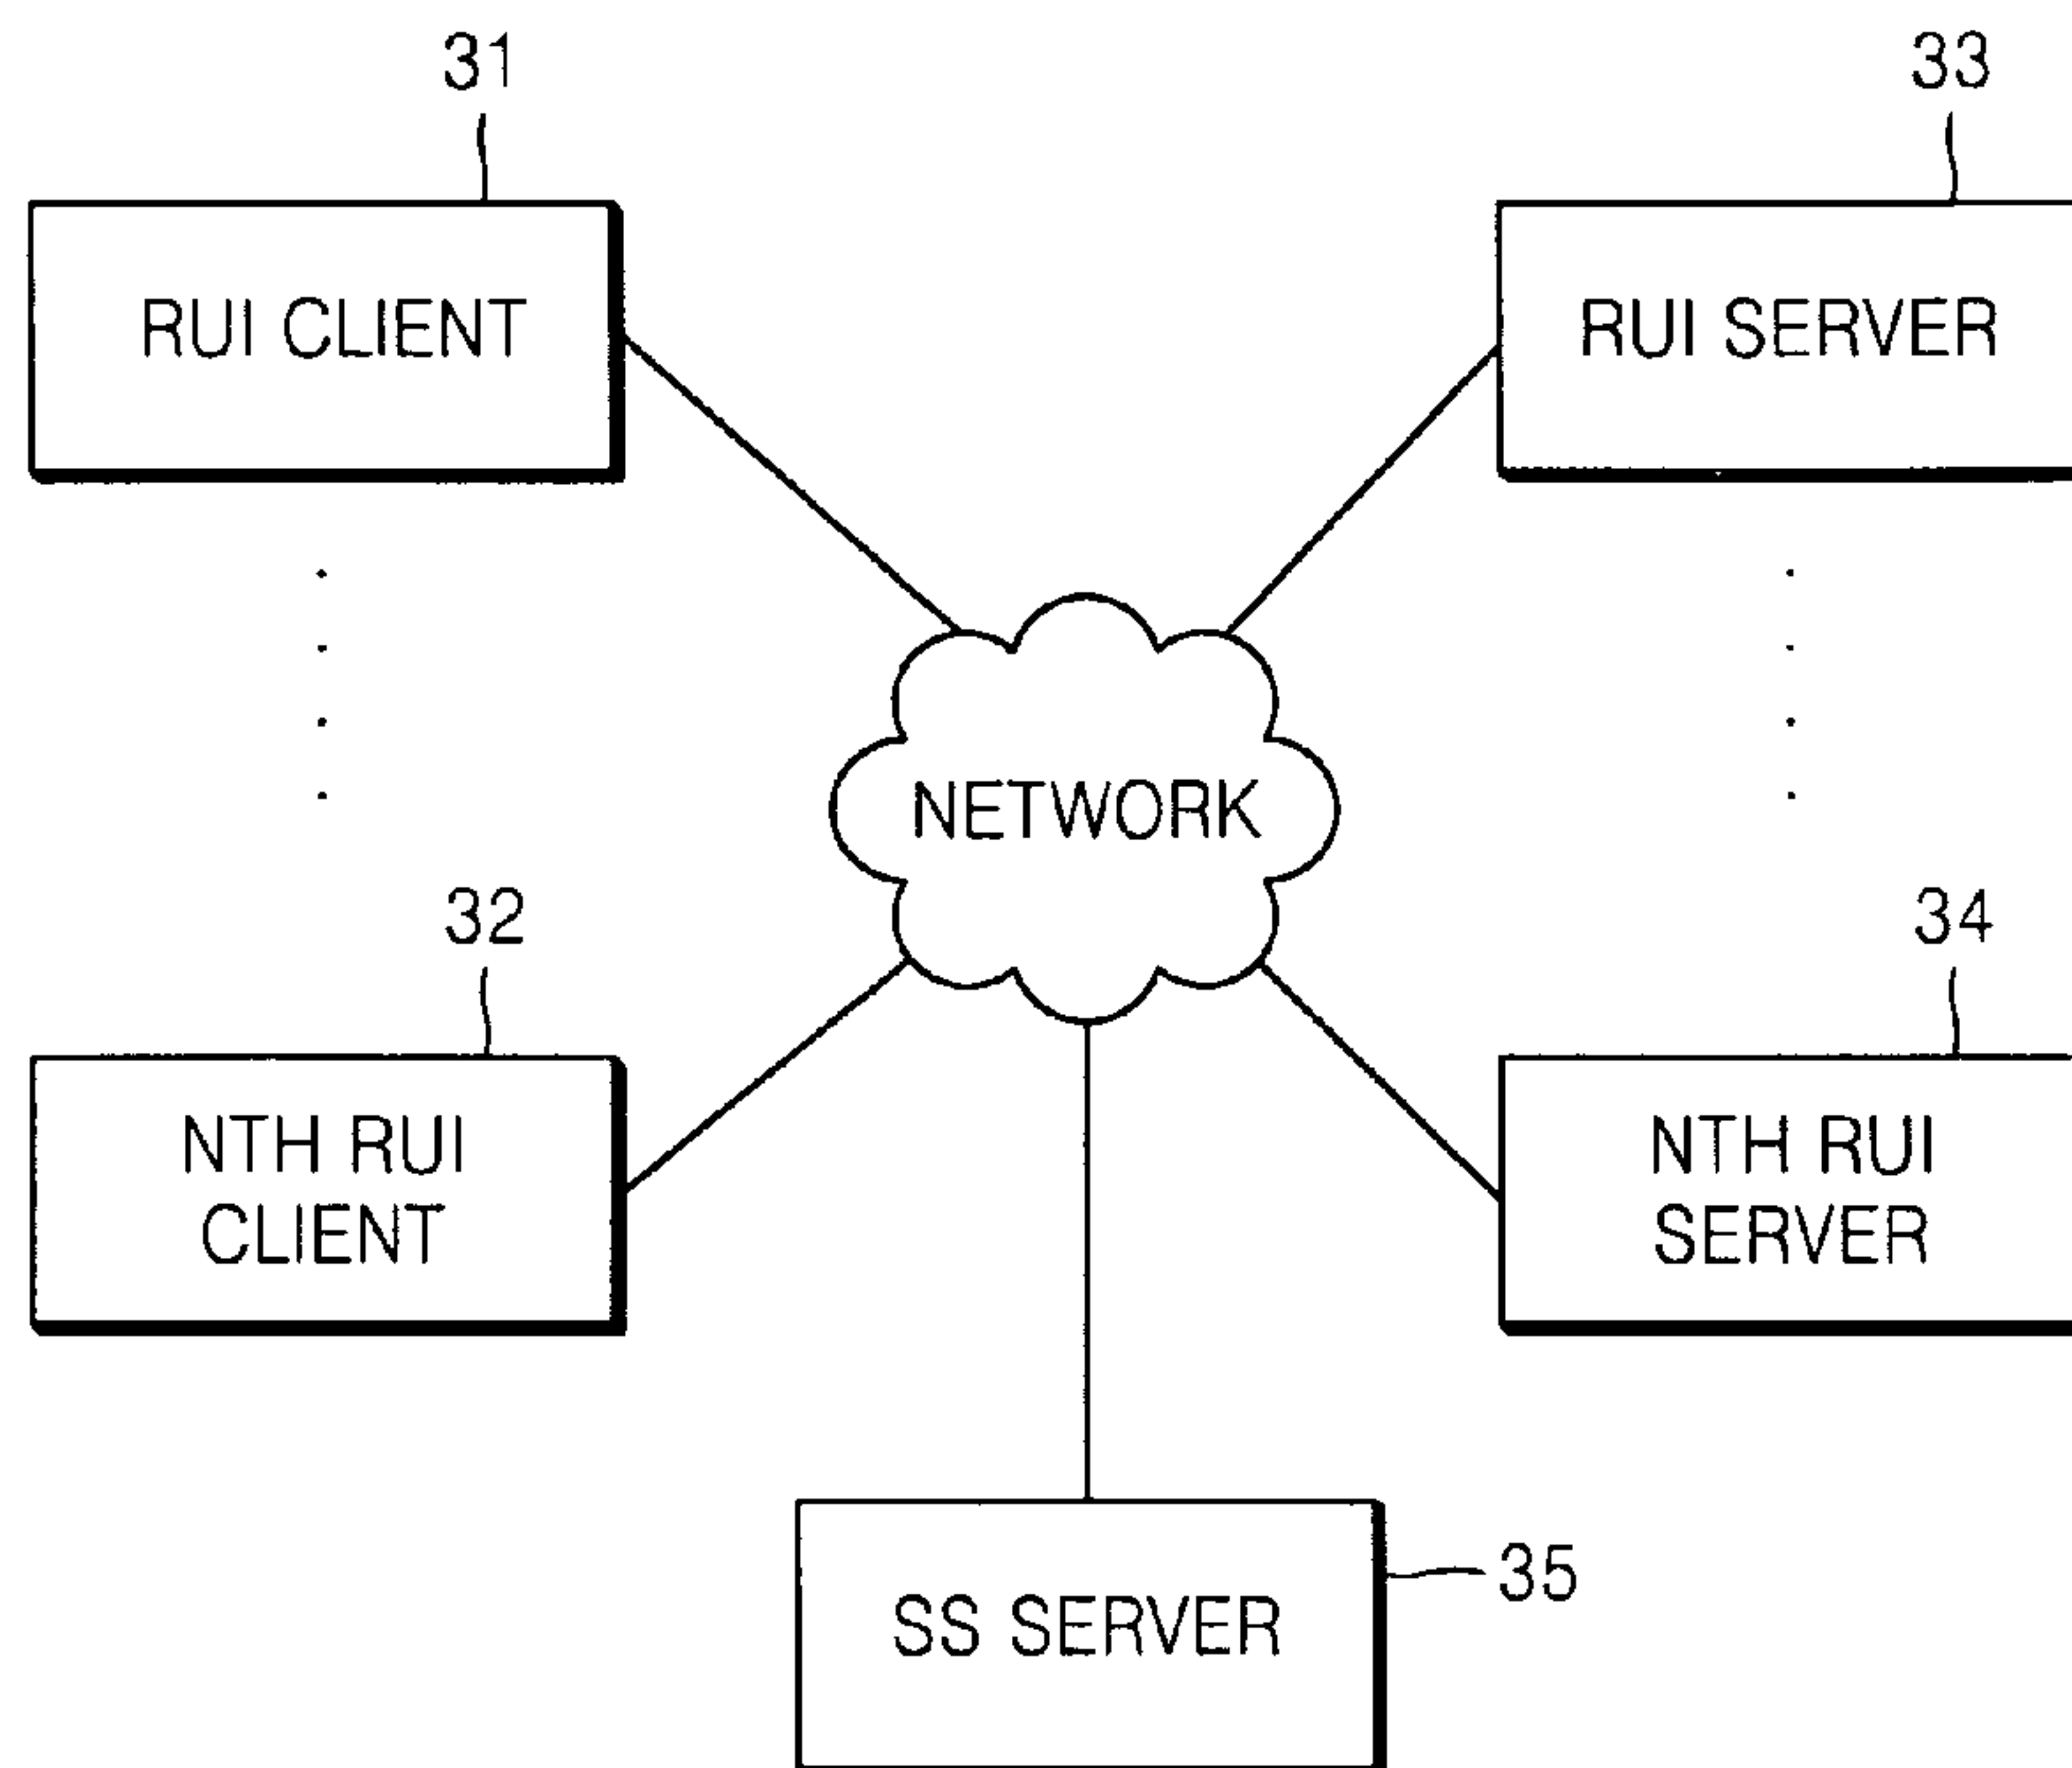 31
33
RUI CLIENT
RUI SERVER
NETWORK
32
34
NTH RUI
CLIENT
NTH RUI
SERVER
35
SS SERVER